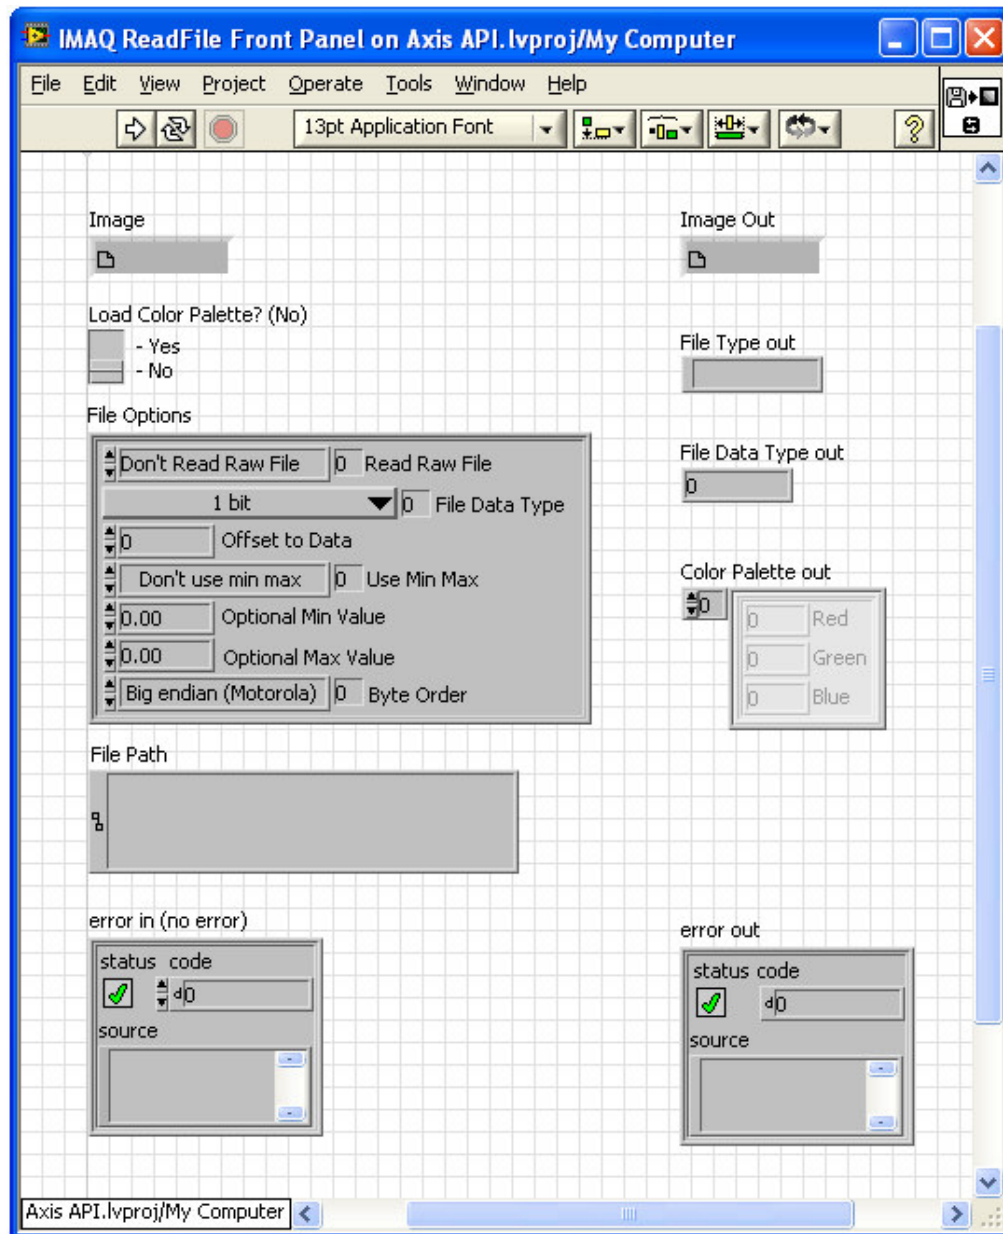 IMAQ ReadFile Front Panel on Axis API.lvproj/My Computer
File Edit View Project Operate Tools Window Help
13pt Application Font
Image
Image Out
Load Color Palette? (No)
- Yes
- No
File Type out
File Options
Don't Read Raw File 0 Read Raw File
1 bit 0 File Data Type
0 Offset to Data
Don't use min max 0 Use Min Max
0.00 Optional Min Value
0.00 Optional Max Value
Big endian (Motorola) 0 Byte Order
File Data Type out
0
Color Palette out
0
0 Red
0 Green
0 Blue
File Path
error in (no error)
status code
d0
source
error out
status code
d0
source
Axis API.lvproj/My Computer